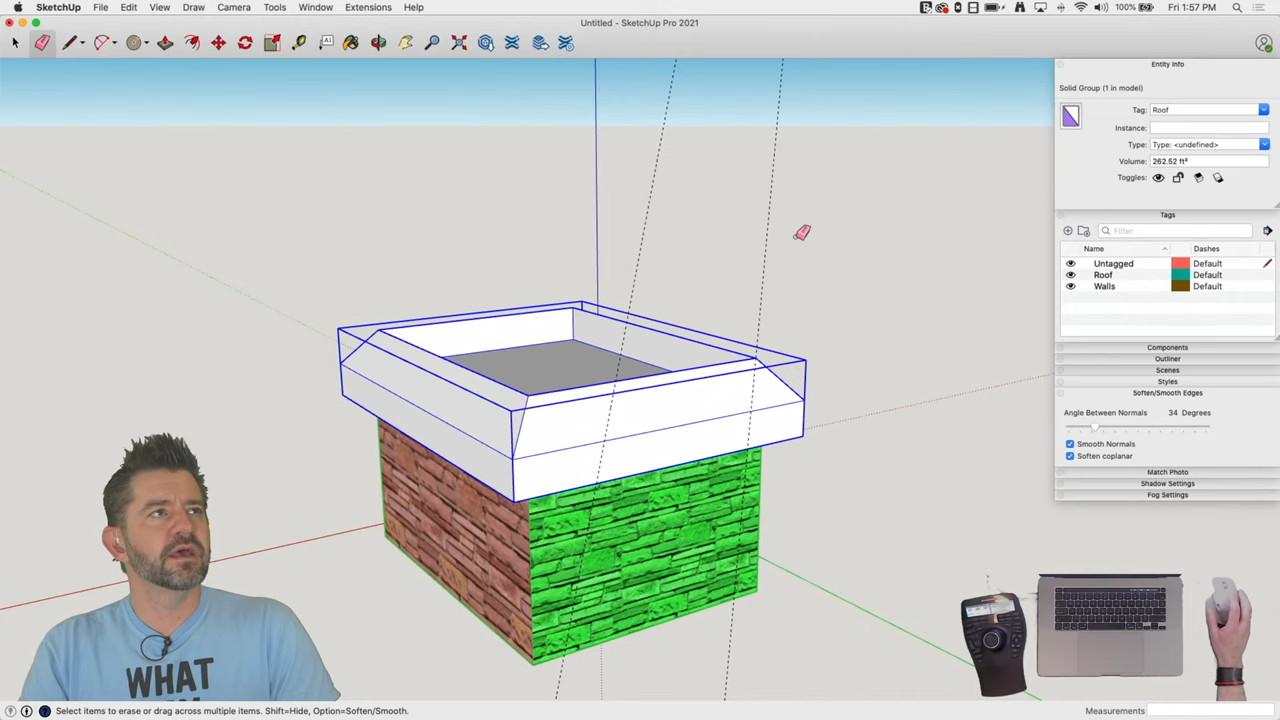 SketchUp File Edit View Draw Camera Tools Window Extensions Help 100% Fri 1:57 PM
Untitled - SketchUp Pro 2021
A1
Entity Info
Solid Group (1 in model)
Tag: Roof
Instance:
Type: Type: <undefined>
Volume: 262.52 ft³
Toggles:
Tags
Filter
Name Dashes
Untagged Default
Roof Default
Walls Default
Components
Outliner
Scenes
Styles
Soften/Smooth Edges
Angle Between Normals 34 Degrees
Smooth Normals
Soften coplanar
Match Photo
Shadow Settings
Fog Settings
WHAT
Select items to erase or drag across multiple items. Shift=Hide, Option=Soften/Smooth.
Measurements